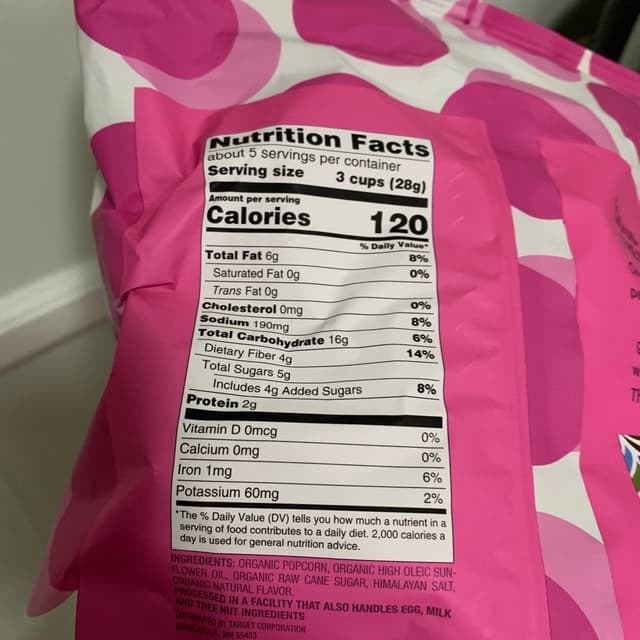 Nutrition Facts
about 5 servings per container
Serving size 3 cups (28g)
Amount per serving
Calories 120
% Daily Value*
Total Fat 6g 8%
Saturated Fat 0g 0%
Trans Fat 0g
Cholesterol 0mg 0%
Sodium 190mg 8%
Total Carbohydrate 16g 6%
Dietary Fiber 4g 14%
Total Sugars 5g
Includes 4g Added Sugars 8%
Protein 2g
Vitamin D 0mcg 0%
Calcium 0mg 0%
Iron 1mg 6%
Potassium 60mg 2%
*The % Daily Value (DV) tells you how much a nutrient in a
serving of food contributes to a daily diet. 2,000 calories a
day is used for general nutrition advice.
INGREDIENTS: ORGANIC POPCORN, ORGANIC HIGH OLEIC SUN-
FLOWER OIL, ORGANIC RAW CANE SUGAR, HIMALAYAN SALT,
ORGANIC NATURAL FLAVOR.
PROCESSED IN A FACILITY THAT ALSO HANDLES EGG, MILK
AND TREE NUT INGREDIENTS
DISTRIBUTED BY TARGET CORPORATION
MINNEAPOLIS, MN 55403